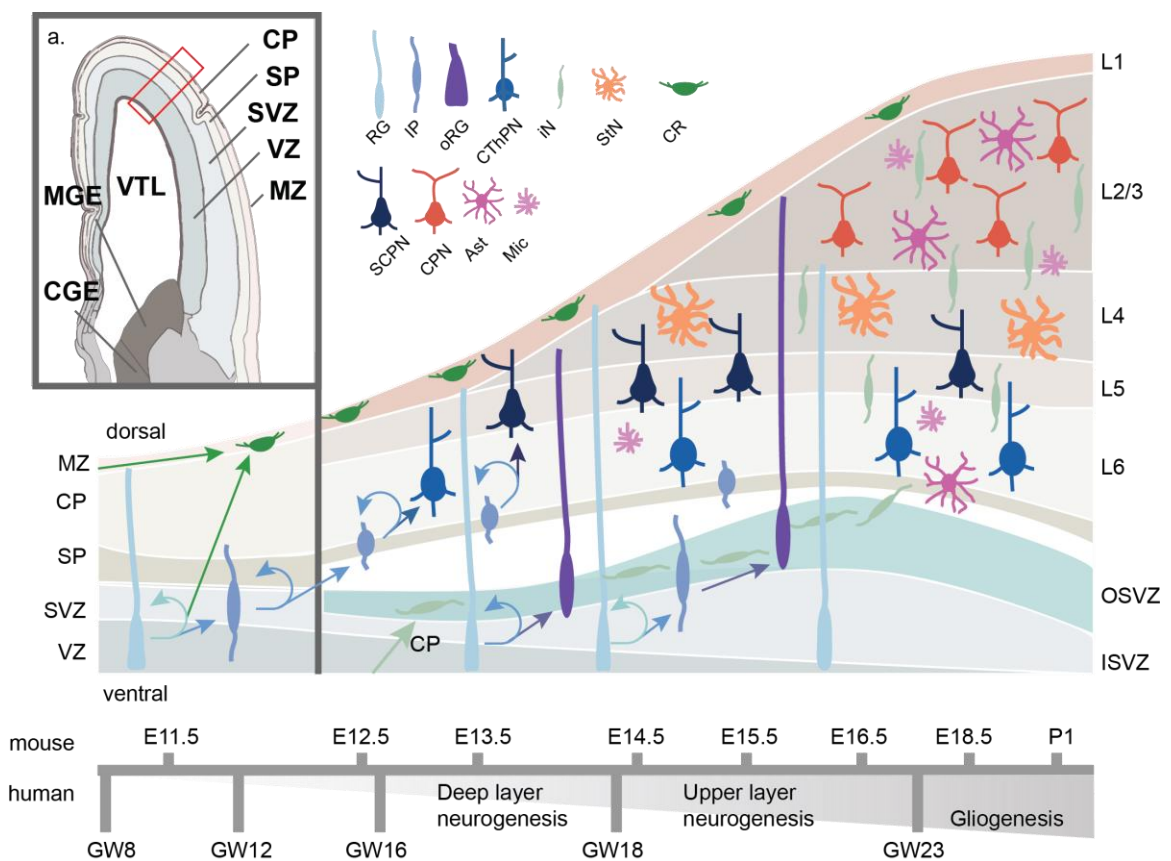 a.
CP
SP
SVZ
VZ
MZ
MGE
VTL
CGE
RG
IP
oRG
CThPN
iN
StN
CR
SCPN
CPN
Ast
Mic
L1
L2/3
L4
L5
L6
OSVZ
ISVZ
dorsal
MZ
CP
SP
SVZ
VZ
CP
ventral
mouse
E11.5
E12.5
E13.5
E14.5
E15.5
E16.5
E18.5
P1
human
Deep layer
neurogenesis
Upper layer
neurogenesis
Gliogenesis
GW8
GW12
GW16
GW18
GW23